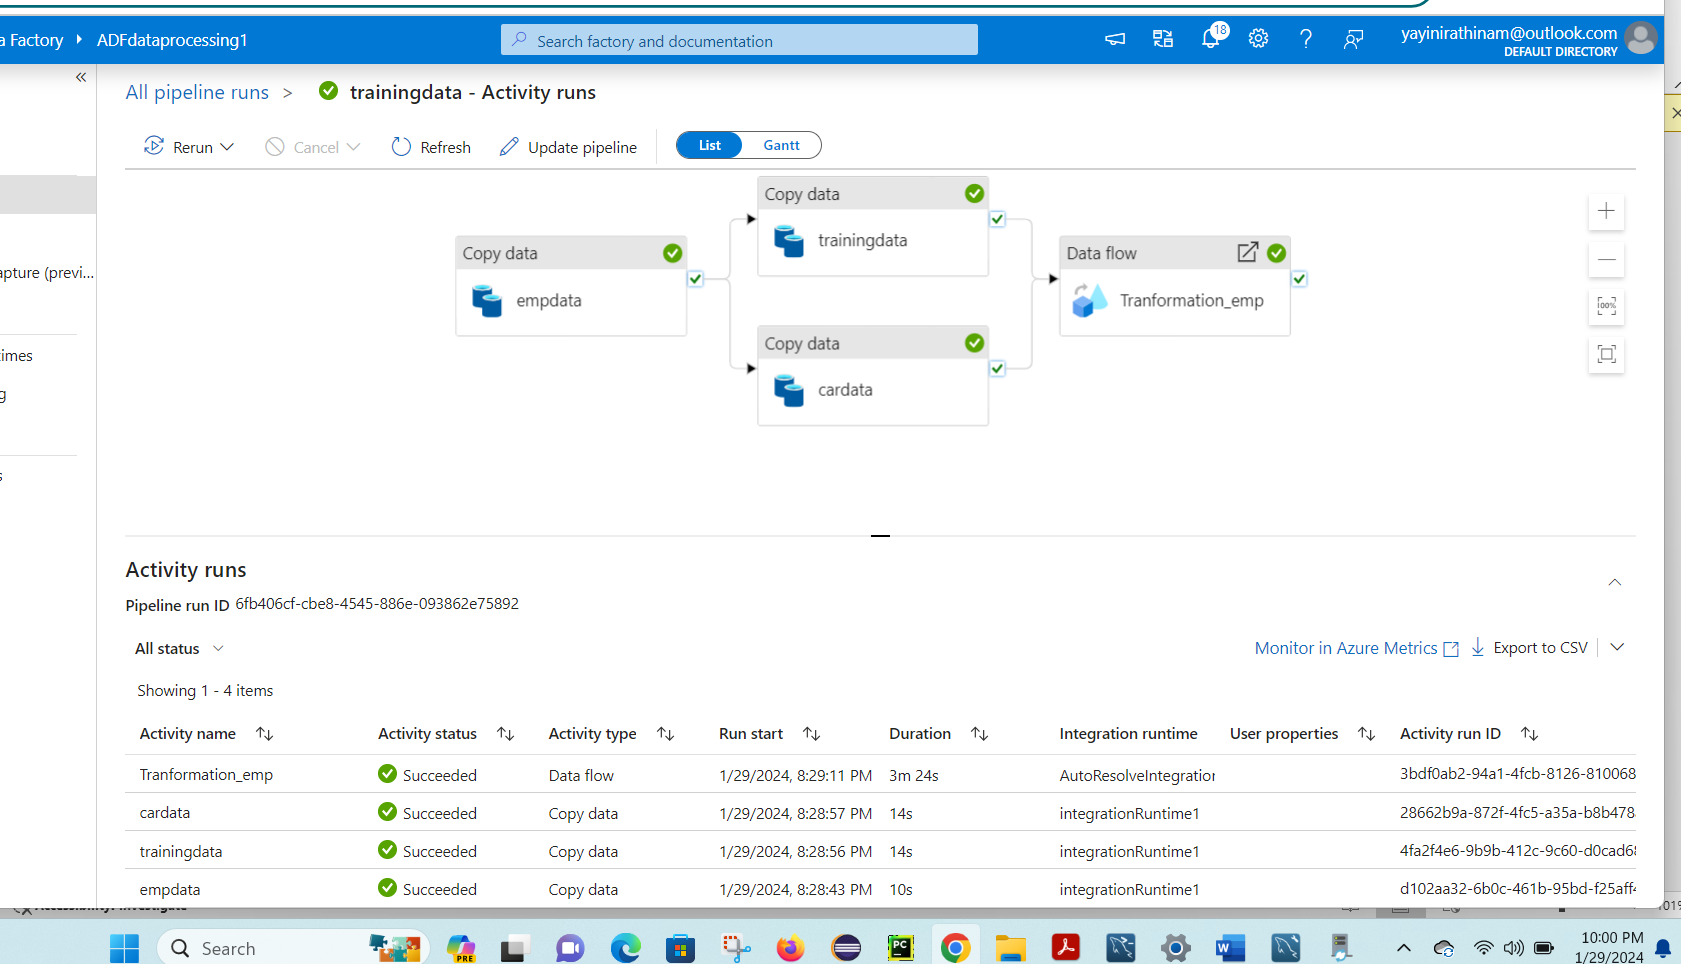 a Factory ADFdataprocessing1
Search factory and documentation
18
yayinirathinam@outlook.com
DEFAULT DIRECTORY
All pipeline runs > trainingdata - Activity runs
Rerun Cancel Refresh Update pipeline List Gantt
Copy data
trainingdata
Copy data
empdata
Data flow
Tranformation_emp
Copy data
cardata
100%
apture (previ...
times
g
s
Activity runs
Pipeline run ID 6fb406cf-cbe8-4545-886e-093862e75892
All status
Monitor in Azure Metrics Export to CSV
Showing 1 - 4 items
Activity name Activity status Activity type Run start Duration Integration runtime User properties Activity run ID
Tranformation_emp Succeeded Data flow 1/29/2024, 8:29:11 PM 3m 24s AutoResolveIntegration 3bdf0ab2-94a1-4fcb-8126-810068
cardata Succeeded Copy data 1/29/2024, 8:28:57 PM 14s integrationRuntime1 28662b9a-872f-4fc5-a35a-b8b478
trainingdata Succeeded Copy data 1/29/2024, 8:28:56 PM 14s integrationRuntime1 4fa2f4e6-9b9b-412c-9c60-d0cad6
empdata Succeeded Copy data 1/29/2024, 8:28:43 PM 10s integrationRuntime1 d102aa32-6b0c-461b-95bd-f25aff
Search
PRE
PC
10:00 PM
1/29/2024